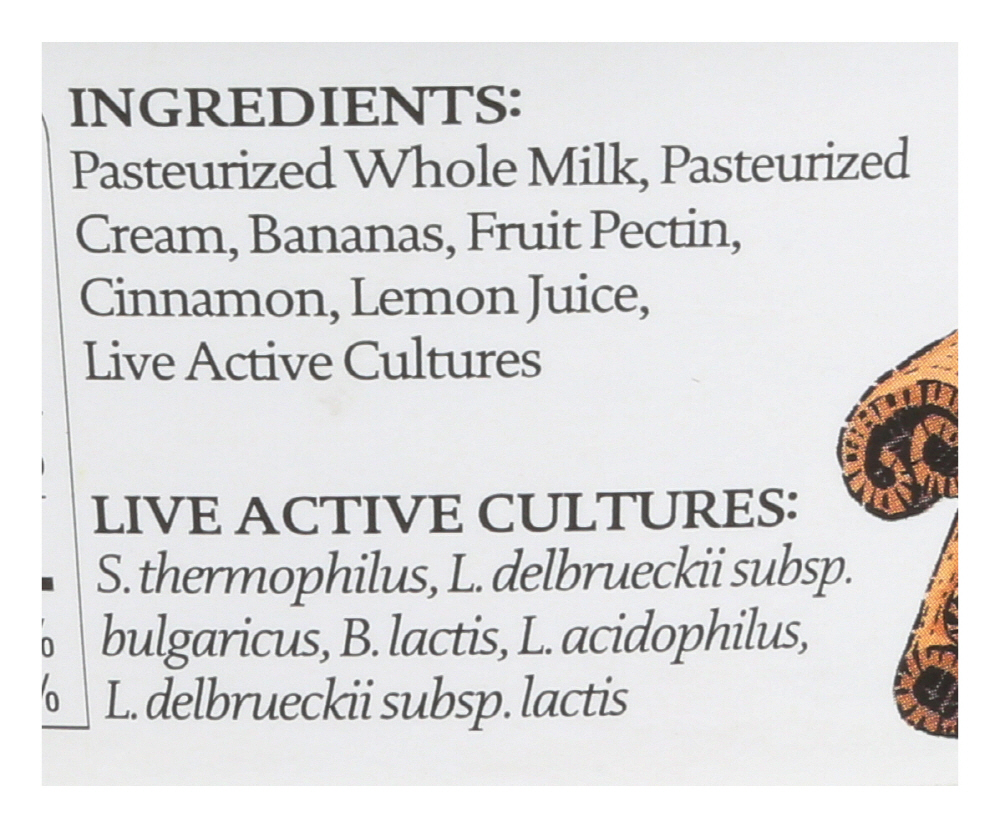 INGREDIENTS:
Pasteurized Whole Milk, Pasteurized
Cream, Bananas, Fruit Pectin,
Cinnamon, Lemon Juice,
Live Active Cultures
LIVE ACTIVE CULTURES:
S. thermophilus, L. delbrueckii subsp.
bulgaricus, B. lactis, L. acidophilus,
L. delbrueckii subsp. lactis